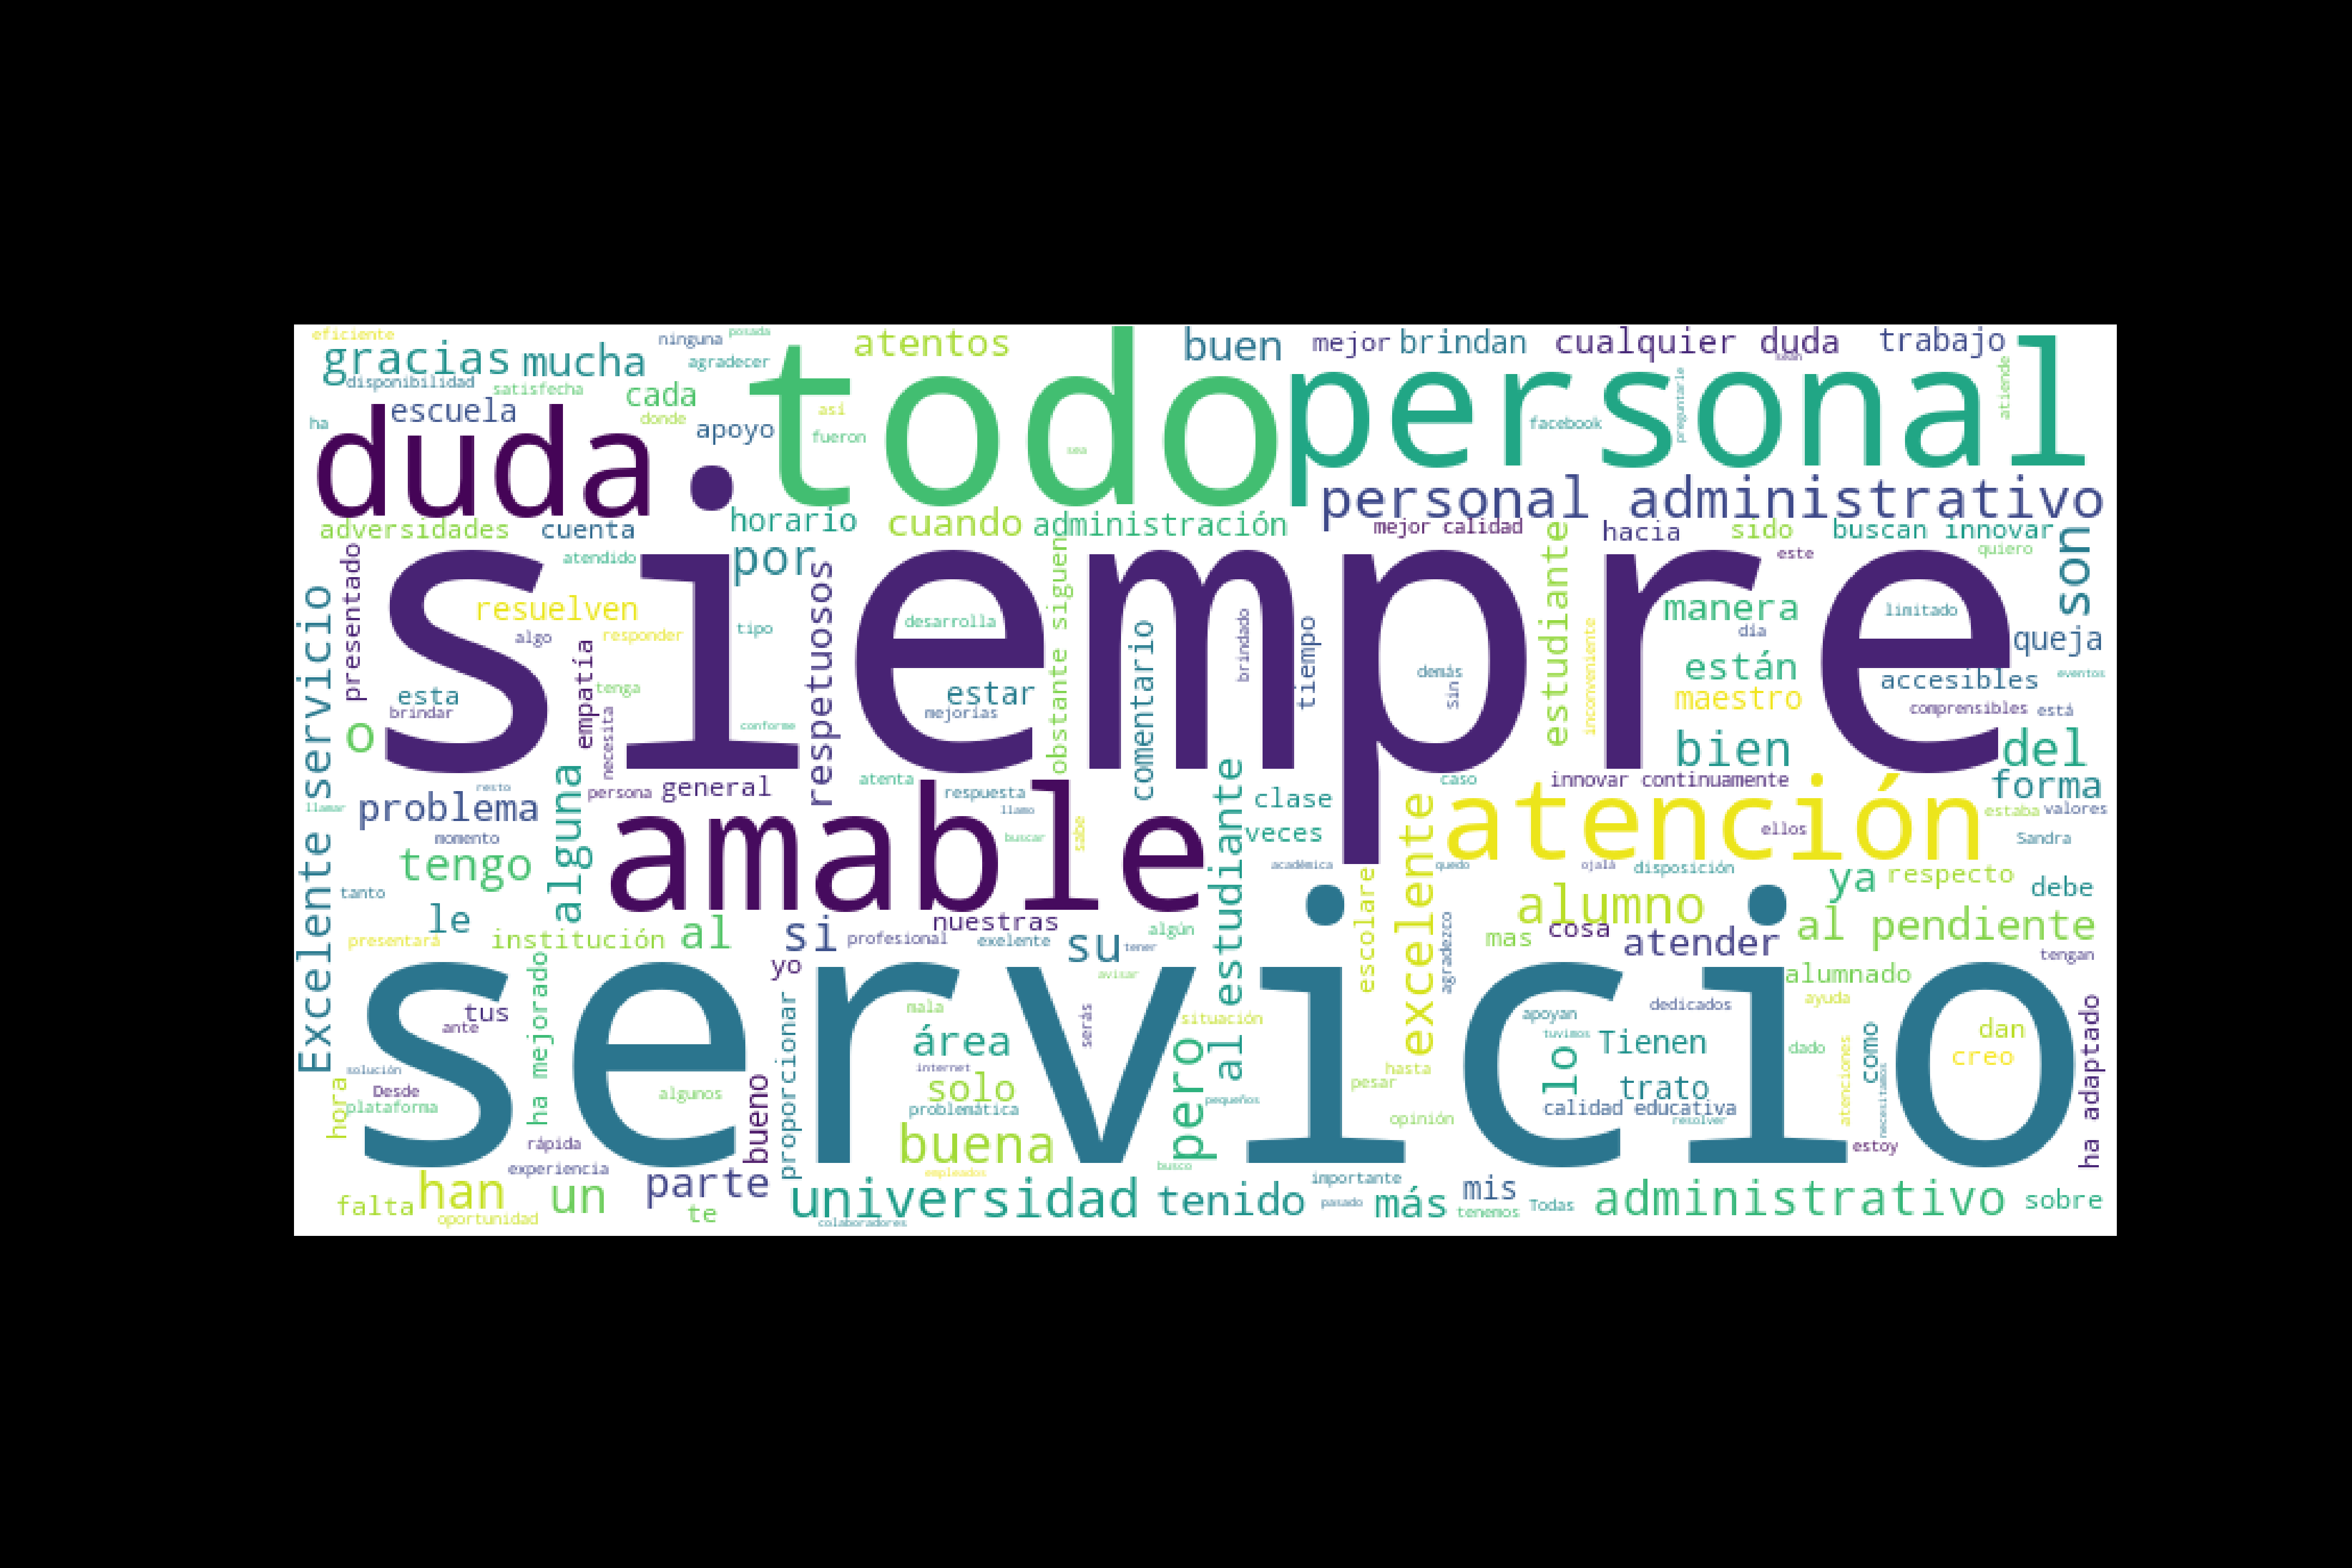 eficiente
ninguna
posada
atentos
buen
mejor
brindan
cualquier duda
trabajo
gracias
mucha
agradecer
disponibilidad
satisfecha
cada
todo
personal
atiende
preguntarle
sean
ha
escuela
donde
así
apoyo
fueron
sea
facebook
duda
personal administrativo
adversidades
cuenta
horario
cuando
administración
mejor calidad
hacia
sido
buscan innovar
atendido
por
este
quiero
son
presentado
siempre
resuelven
algo
responder
tipo
respetuosos
desarrolla
obstante siguen
comentario
brindado
tiempo
estudiante
inconveniente
manera
día
limitado
queja
empatía
esta
brindar
tenga
necesita
conforme
estar
mejorías
demás
sin
están
maestro
accesibles
eventos
comprensibles
está
o
bien
del
Excelente servicio
resto
llamar
persona
general
atenta
respuesta
llamo
buscar
sabe
clase
veces
caso
innovar continuamente
forma
problema
momento
alguna
amable
atención
ellos
estaba
valores
Sandra
tengo
tanto
académica
quedo
ojalá
disposición
ya
respecto
debe
le
presentará
institución
al
si
profesional
nuestras
exelente
su
tener
algún
al estudiante
escolare
excelente
agradezco
alumno
mas
cosa
atender
al pendiente
tengan
yo
avisar
servicio
alumnado
ha mejorado
tus
ante
proporcionar
mala
serás
situación
área
internet
solo
problemática
buena
pero
pequeños
hasta
pesar
opinión
apoyan
tuvimos
dedicados
lo
Tienen
trato
calidad educativa
resolver
ayuda
dado
atenciones
como
necesitamos
dan
creo
ha adaptado
solución
hora
Desde
plataforma
algunos
bueno
rápida
experiencia
estoy
empleados
busco
importante
falta
han
oportunidad
un
parte
te
universidad
colaboradores
tenido
pasado
más
mis
tenemos
Todas
administrativo
sobre